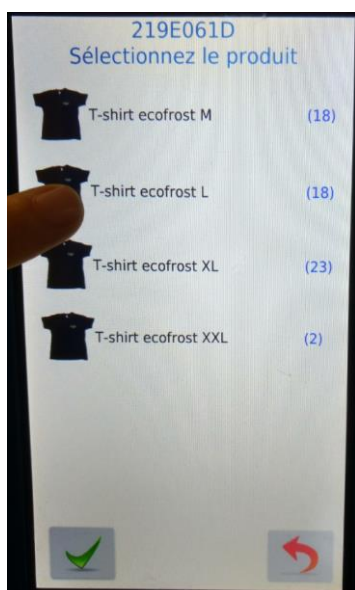 219E061D
Sélectionnez le produit
T-shirt ecofrost M (18)
T-shirt ecofrost L (18)
T-shirt ecofrost XL (23)
T-shirt ecofrost XXL (2)